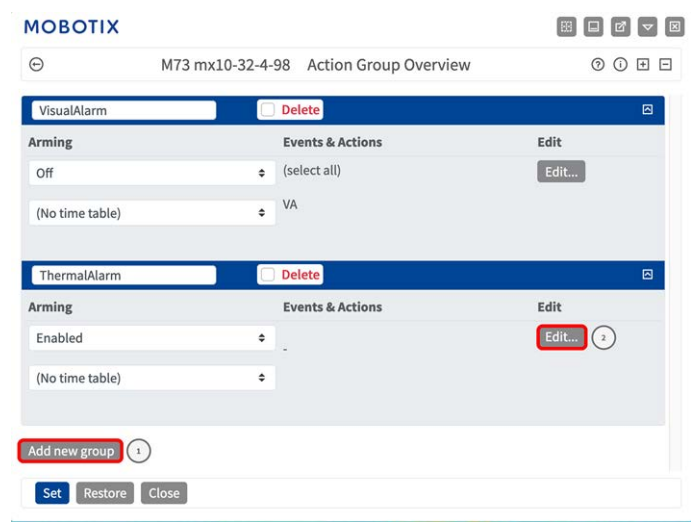 MOBOTIX
M73 mx10-32-4-98 Action Group Overview
VisualAlarm Delete
Arming Events & Actions Edit
Off (select all) Edit...
(No time table) VA
ThermalAlarm Delete
Arming Events & Actions Edit
Enabled - Edit... 2
(No time table)
Add new group 1
Set Restore Close